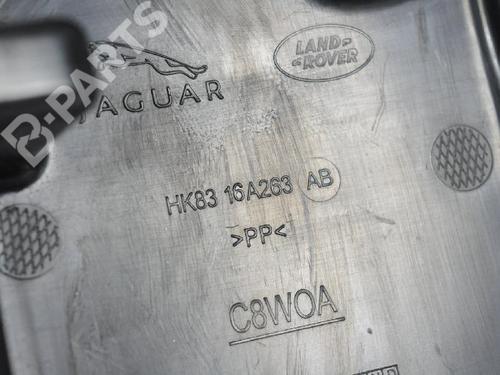 B-PARTS
JAGUAR
LAND
ROVER
HK83 16A263 AB
>PP<
C8WOA